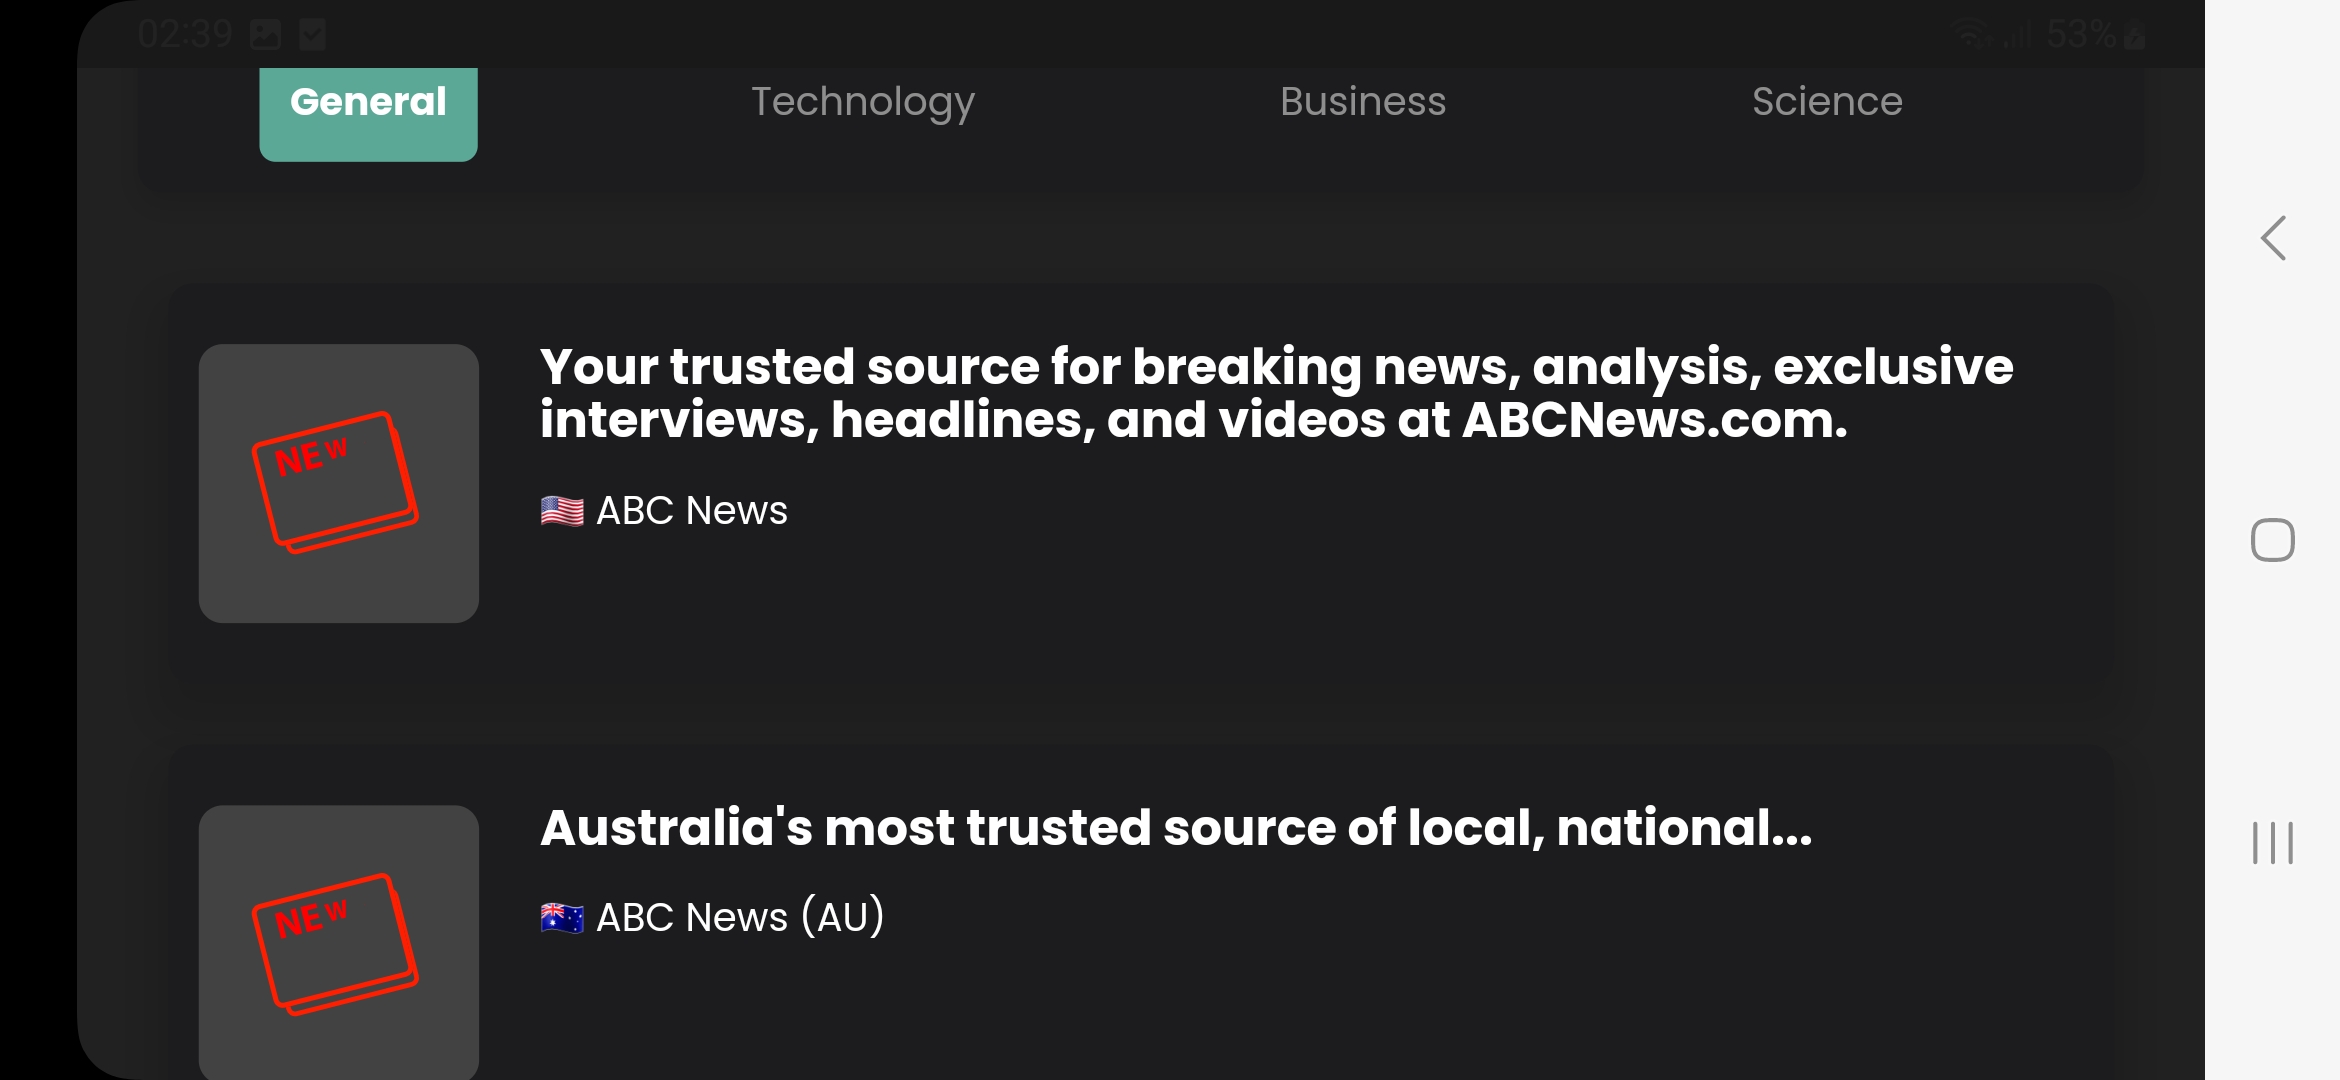 02:39 53%
General Technology Business Science
Your trusted source for breaking news, analysis, exclusive
interviews, headlines, and videos at ABCNews.com.
NEW
🇺🇸 ABC News
Australia's most trusted source of local, national...
NEW
🇦🇺 ABC News (AU)